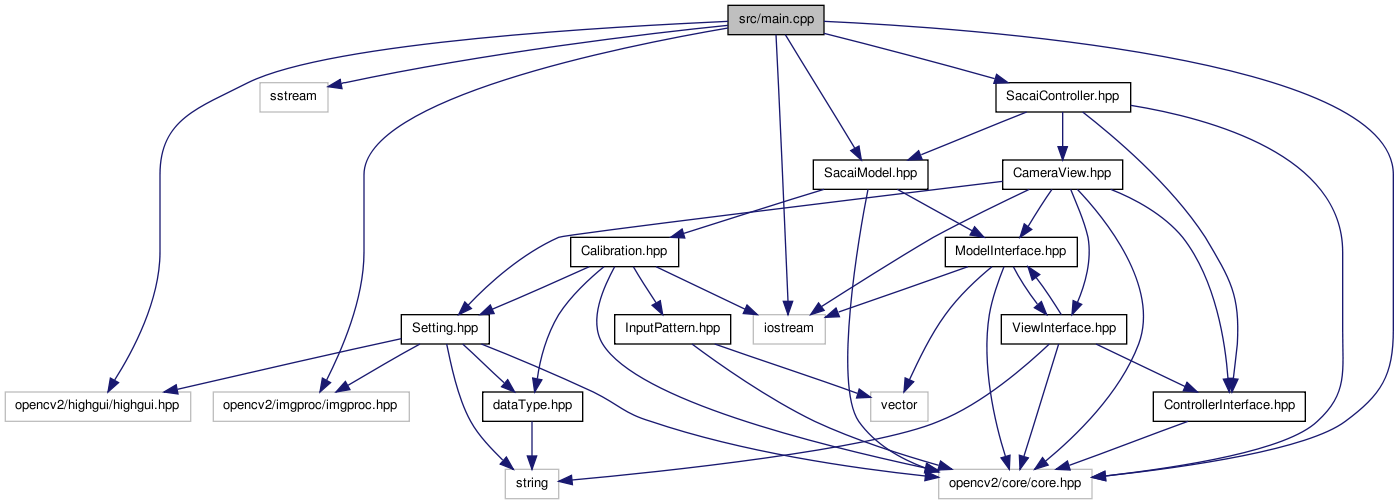 src/main.cpp
sstream
SacaiController.hpp
SacaiModel.hpp
CameraView.hpp
Calibration.hpp
ModelInterface.hpp
Setting.hpp
InputPattern.hpp
iostream
ViewInterface.hpp
opencv2/highgui/highgui.hpp
opencv2/imgproc/imgproc.hpp
dataType.hpp
vector
ControllerInterface.hpp
string
opencv2/core/core.hpp